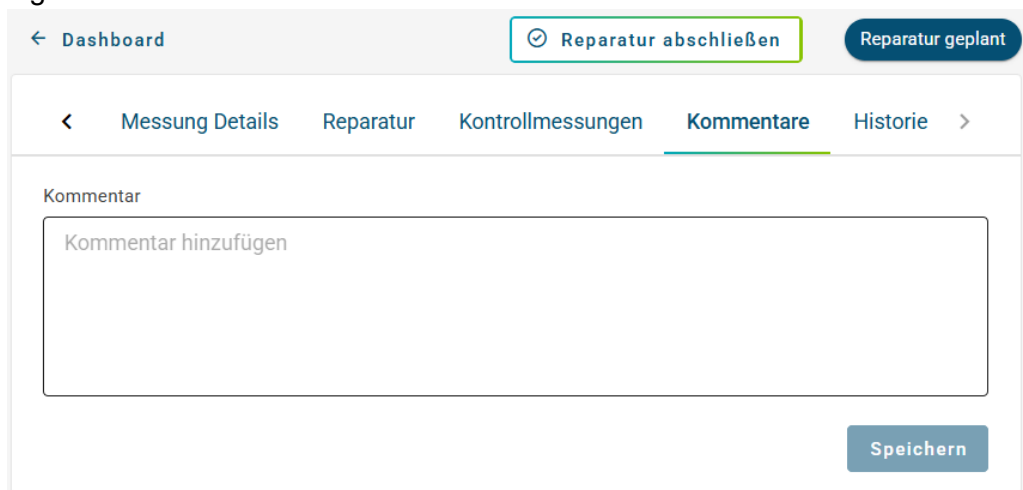 ← Dashboard Reparatur abschließen Reparatur geplant
< Messung Details Reparatur Kontrollmessungen Kommentare Historie >
Kommentar
Kommentar hinzufügen
Speichern